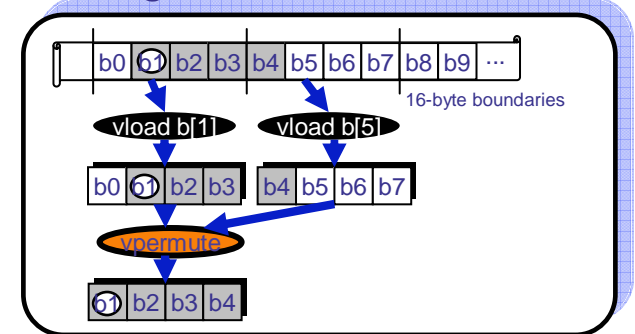 b0 b1 b2 b3 b4 b5 b6 b7 b8 b9 ...
16-byte boundaries
vload b[1] vload b[5]
b0 b1 b2 b3 b4 b5 b6 b7
vpermute
b1 b2 b3 b4